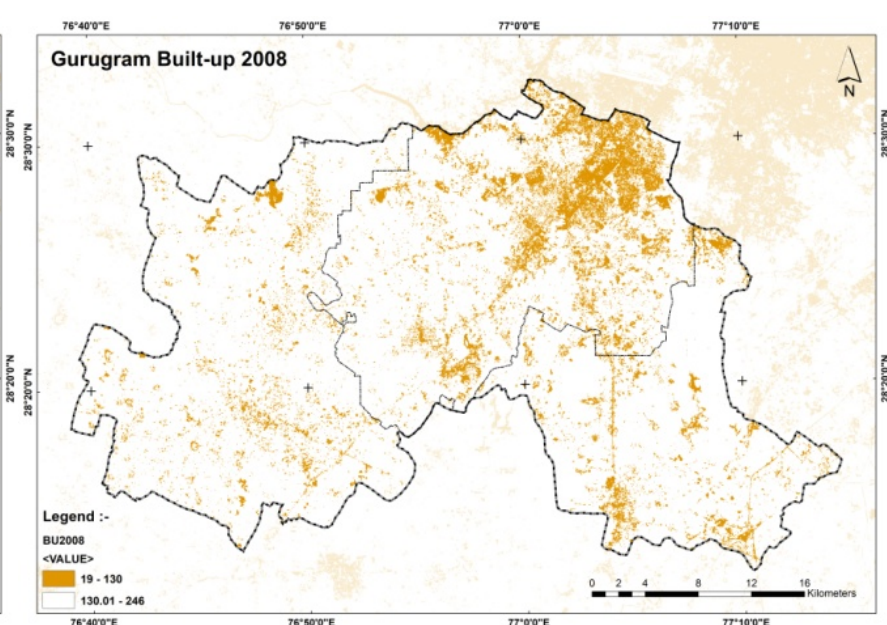 76°40'0"E 76°50'0"E 77°0'0"E 77°10'0"E
Gurugram Built-up 2008
N
28°30'0"N 28°30'0"N
28°20'0"N 28°20'0"N
Legend :-
BU2008
<VALUE>
19 - 130
130.01 - 246
0 2 4 8 12 16
Kilometers
76°40'0"E 76°50'0"E 77°0'0"E 77°10'0"E